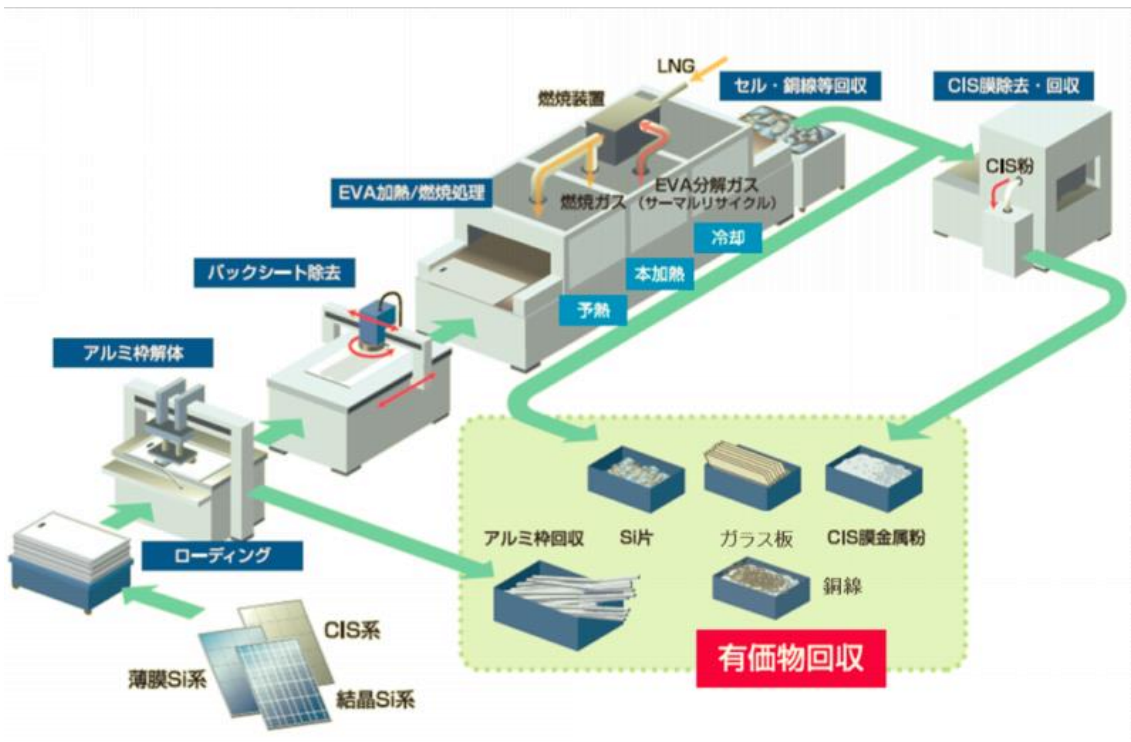 LNG
燃焼装置
セル・銅線等回収
CIS膜除去・回収
CIS粉
EVA加熱/燃焼処理
燃焼ガス
EVA分解ガス
（サーマルリサイクル）
冷却
本加熱
予熱
バックシート除去
アルミ枠解体
ローディング
CIS系
薄膜Si系
結晶Si系
アルミ枠回収
Si片
ガラス板
CIS膜金属粉
銅線
有価物回収